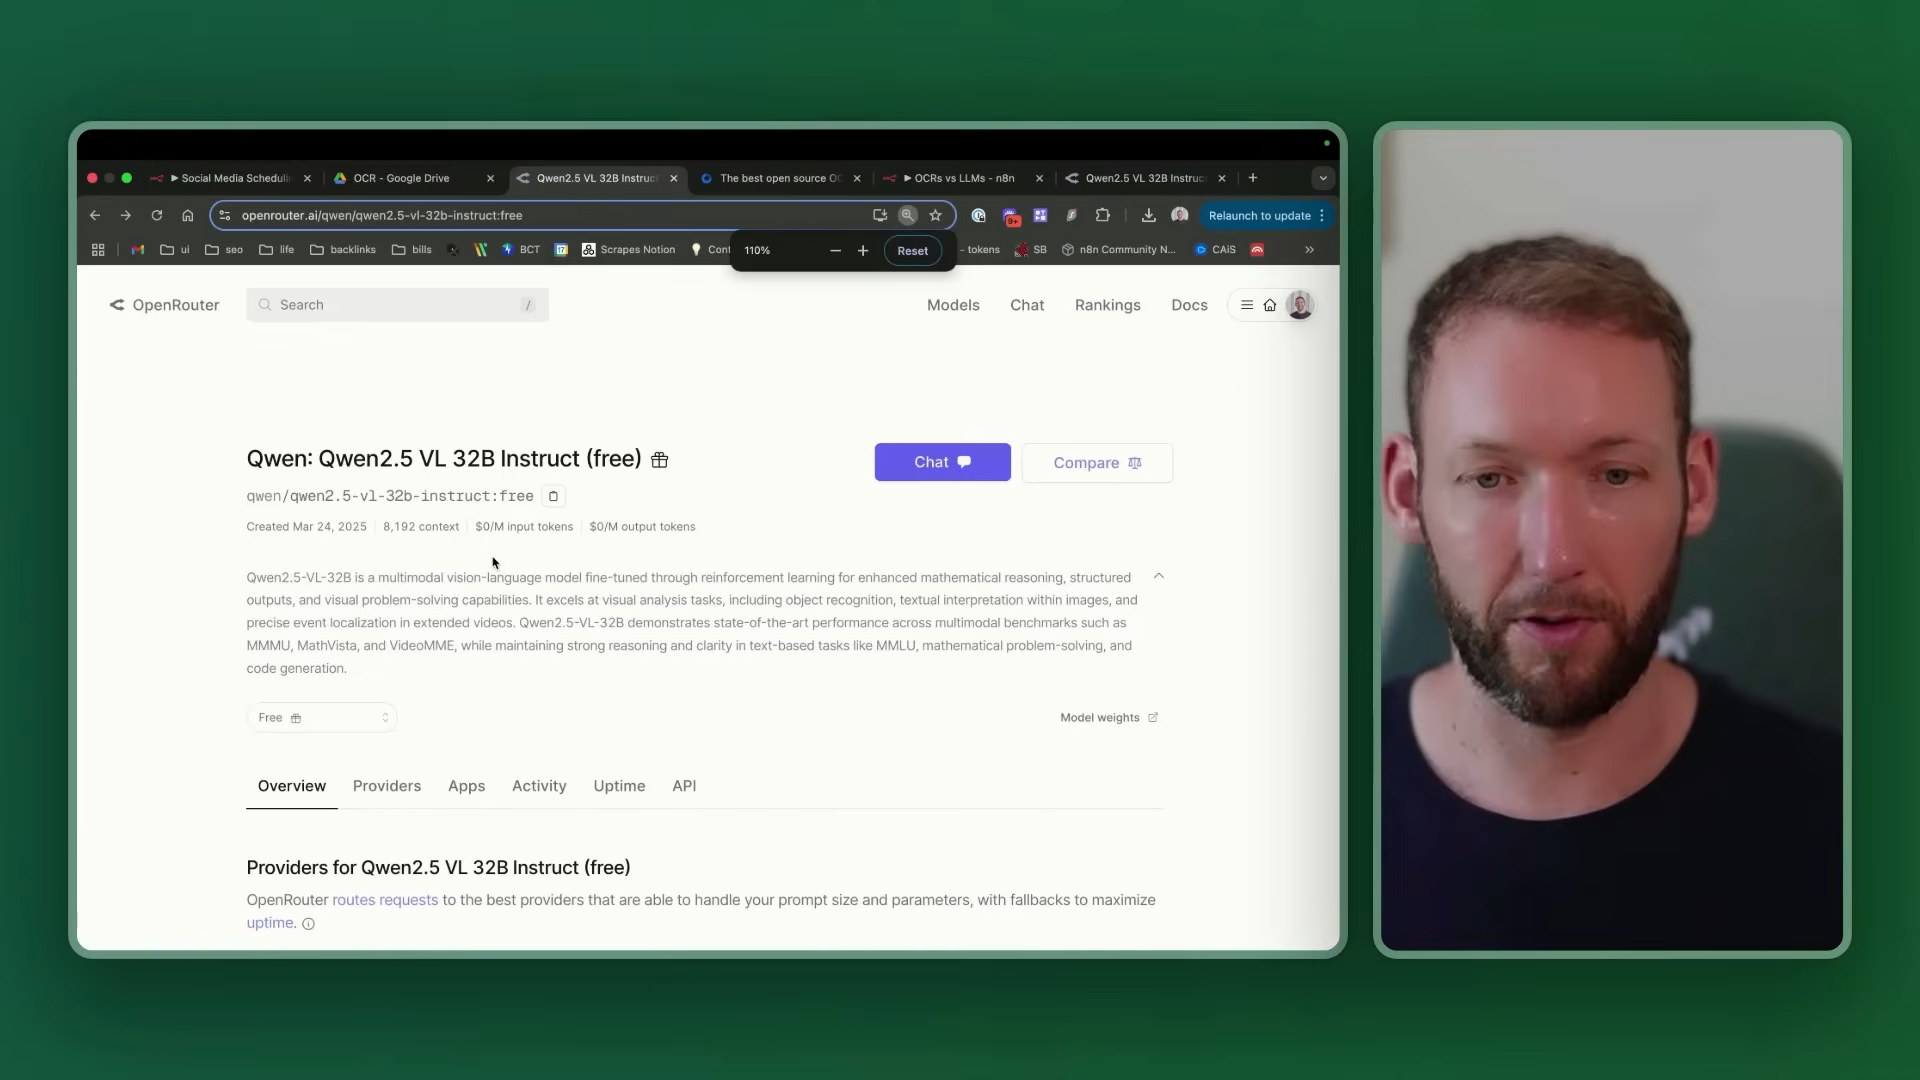 Social Media Scheduli
OCR - Google Drive
Qwen2.5 VL 32B Instruc
The best open source OC
OCRs vs LLMs - n8n
Qwen2.5 VL 32B Instruc
openrouter.ai/qwen/qwen2.5-vl-32b-instruct:free
9+
Relaunch to update
ui
seo
life
backlinks
bills
BCT
17
Scrapes Notion
Cont
- tokens
SB
n8n Community N...
CAiS
110%
Reset
OpenRouter
Search
/
Models
Chat
Rankings
Docs
Qwen: Qwen2.5 VL 32B Instruct (free)
Chat
Compare
qwen/qwen2.5-vl-32b-instruct:free
Created Mar 24, 2025
8,192 context
$0/M input tokens
$0/M output tokens
Qwen2.5-VL-32B is a multimodal vision-language model fine-tuned through reinforcement learning for enhanced mathematical reasoning, structured
outputs, and visual problem-solving capabilities. It excels at visual analysis tasks, including object recognition, textual interpretation within images, and
precise event localization in extended videos. Qwen2.5-VL-32B demonstrates state-of-the-art performance across multimodal benchmarks such as
MMMU, MathVista, and VideoMME, while maintaining strong reasoning and clarity in text-based tasks like MMLU, mathematical problem-solving, and
code generation.
Free
Model weights
Overview
Providers
Apps
Activity
Uptime
API
Providers for Qwen2.5 VL 32B Instruct (free)
OpenRouter routes requests to the best providers that are able to handle your prompt size and parameters, with fallbacks to maximize
uptime.